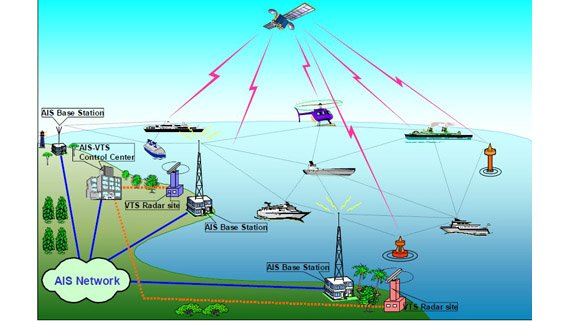 AIS Base Station
AIS-VTS
Control Center
VTS Radar site
AIS Base Station
AIS Base Station
AIS Network
VTS Radar site